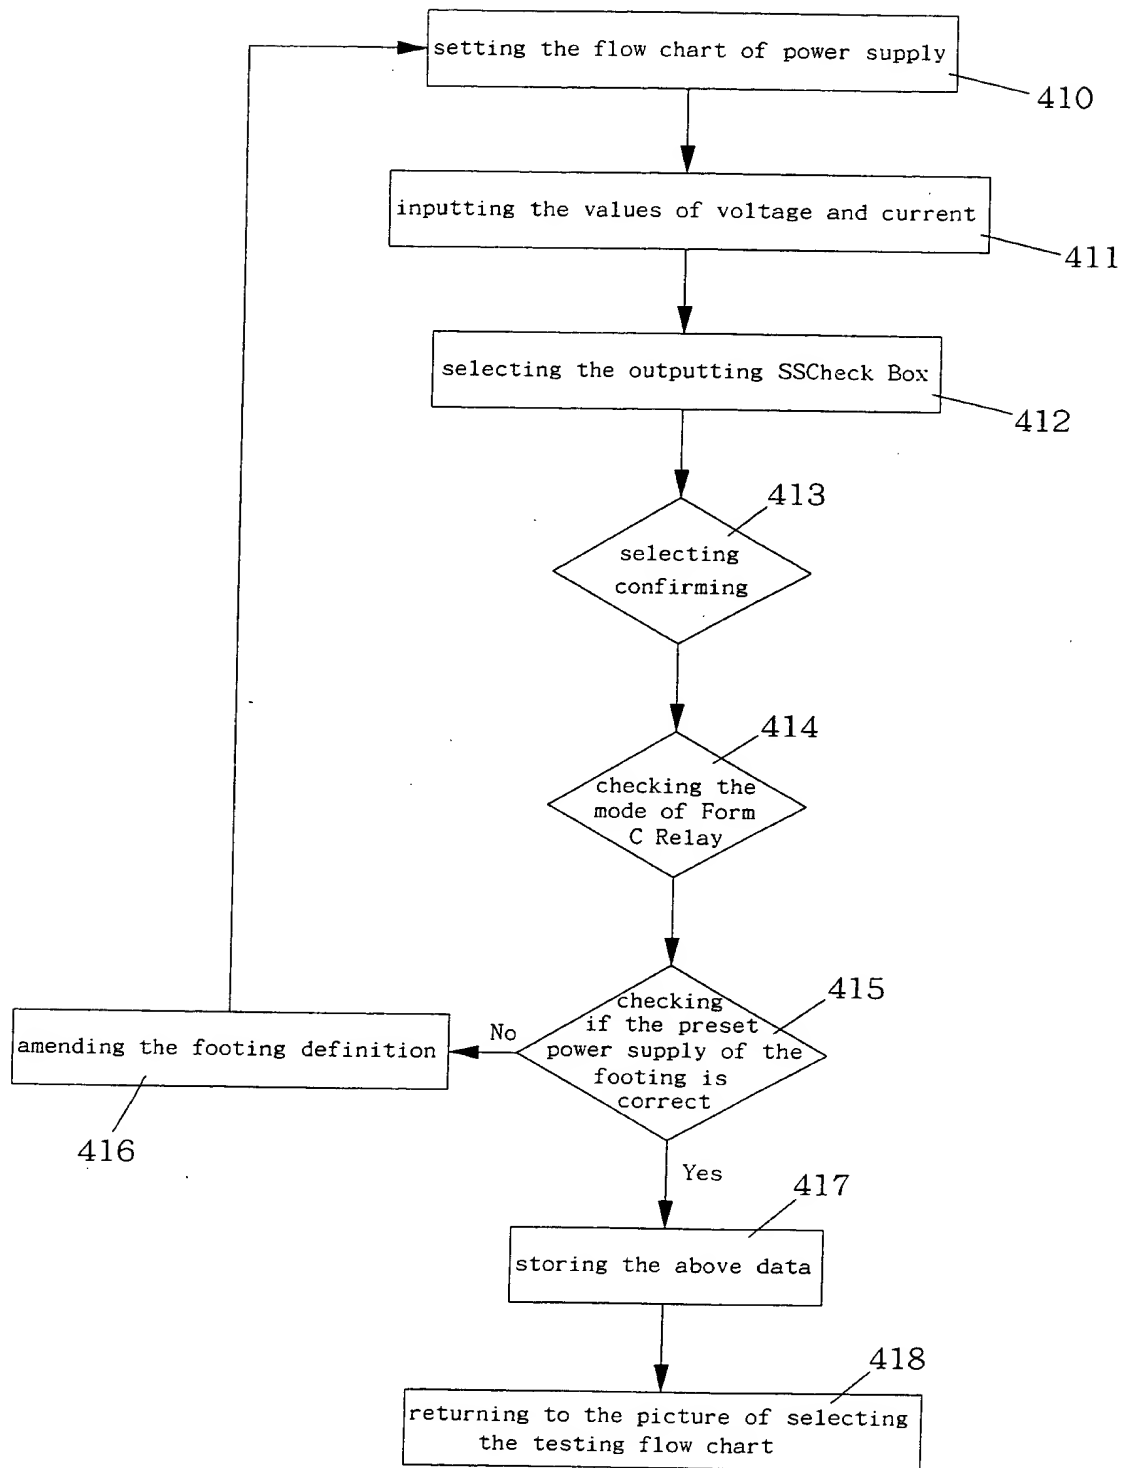 setting the flow chart of power supply
410
inputting the values of voltage and current
411
selecting the outputting SSCheck Box
412
413
selecting
confirming
414
checking the
mode of Form
C Relay
415
checking
if the preset
power supply of the
footing is
correct
No
amending the footing definition
416
Yes
417
storing the above data
418
returning to the picture of selecting
the testing flow chart